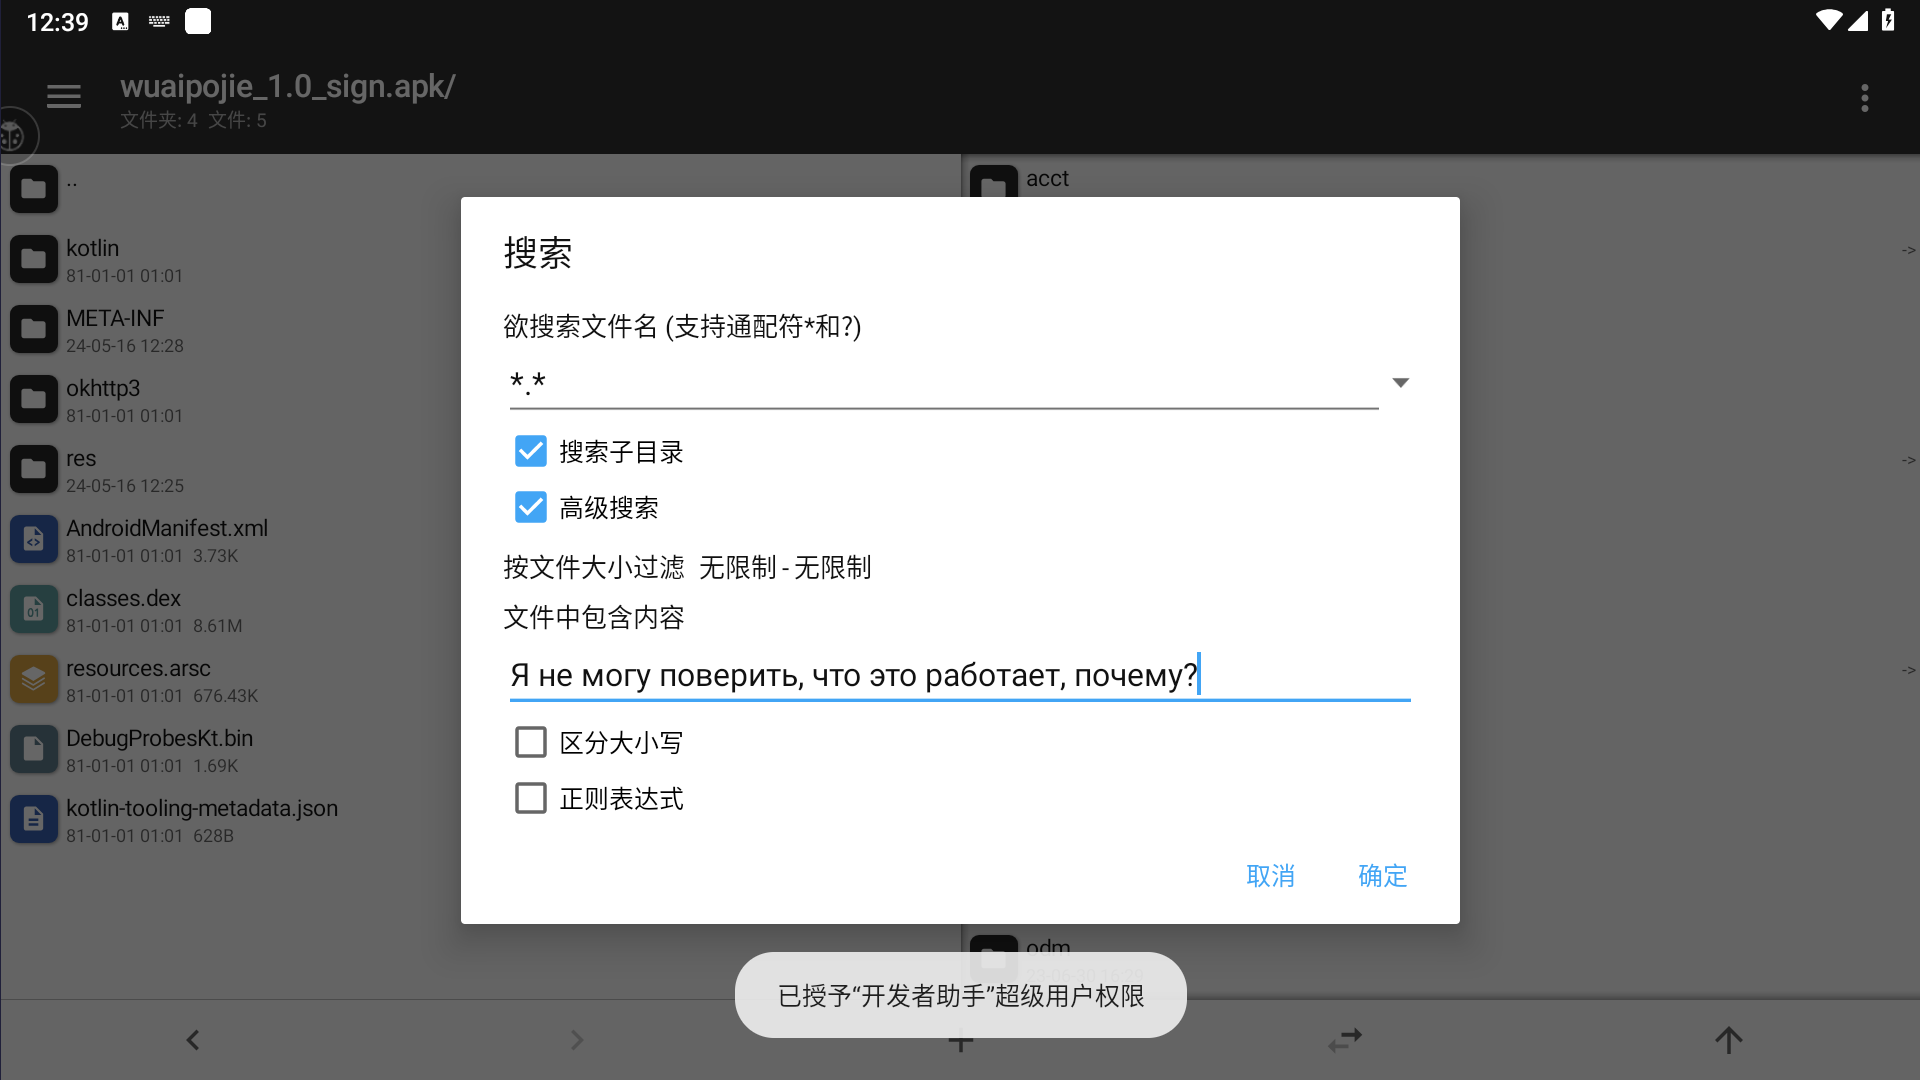 12:39
wuaipojie_1.0_sign.apk/
文件夹: 4 文件: 5
..
kotlin
81-01-01 01:01
META-INF
24-05-16 12:28
okhttp3
81-01-01 01:01
res
24-05-16 12:25
AndroidManifest.xml
81-01-01 01:01 3.73K
classes.dex
81-01-01 01:01 8.61M
resources.arsc
81-01-01 01:01 676.43K
DebugProbesKt.bin
81-01-01 01:01 1.69K
kotlin-tooling-metadata.json
81-01-01 01:01 628B
acct
->
->
->
搜索
欲搜索文件名 (支持通配符*和?)
*.*
搜索子目录
高级搜索
按文件大小过滤 无限制 - 无限制
文件中包含内容
Я не могу поверить, что это работает, почему?
区分大小写
正则表达式
取消 确定
odm
已授予“开发者助手”超级用户权限